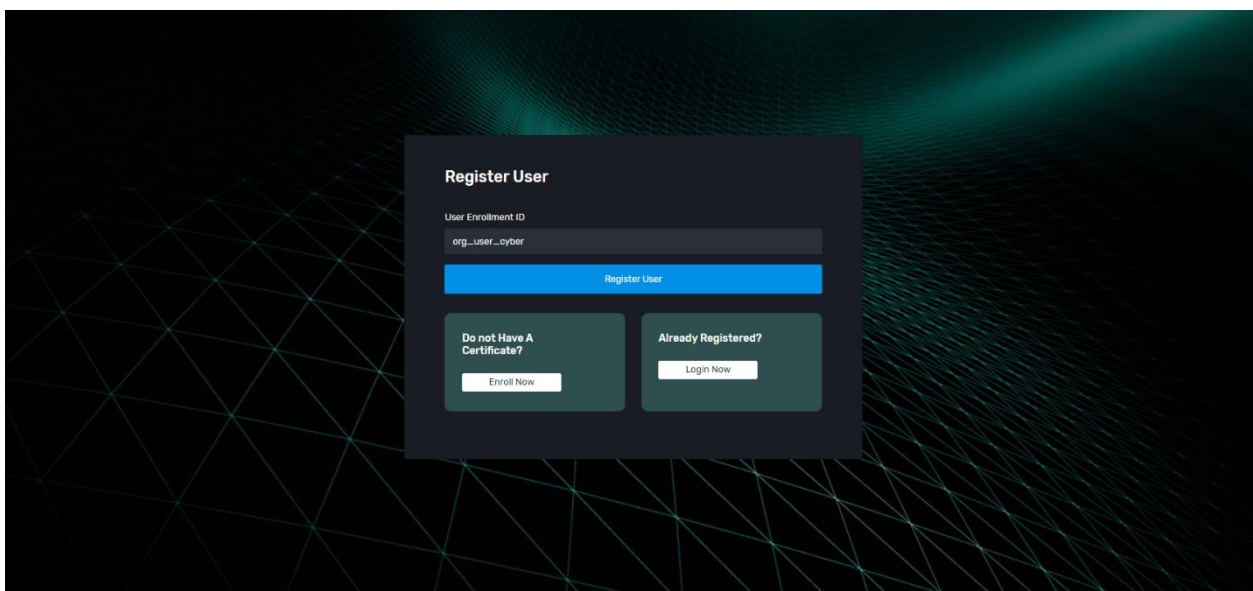 Register User
User Enrollment ID
org_user_cyber
Register User
Do not Have A
Certificate?
Enroll Now
Already Registered?
Login Now